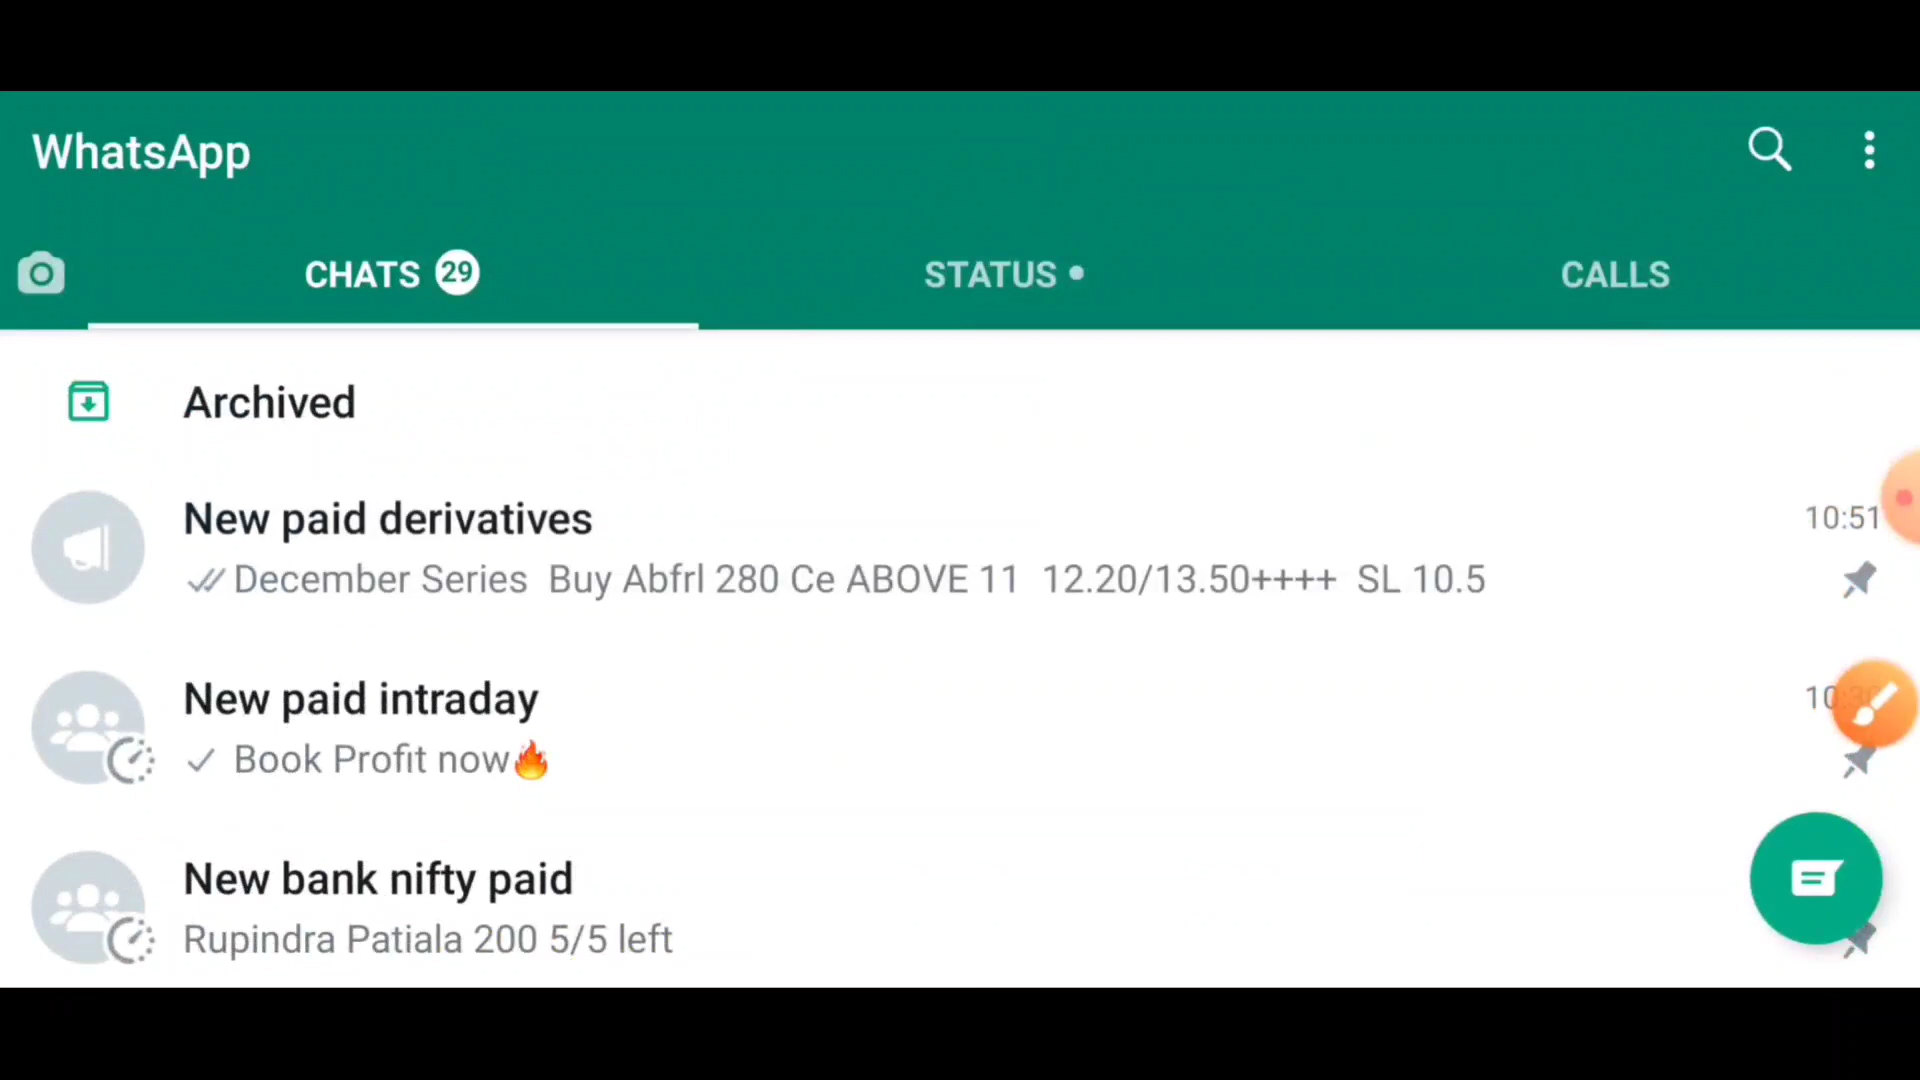 WhatsApp
CHATS 29
STATUS
CALLS
Archived
New paid derivatives
10:51
December Series Buy Abfrl 280 Ce ABOVE 11 12.20/13.50++++ SL 10.5
New paid intraday
Book Profit now🔥
New bank nifty paid
Rupindra Patiala 200 5/5 left